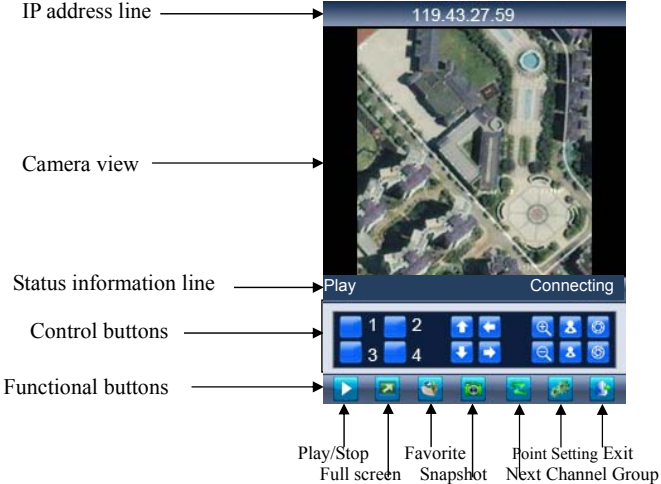 IP address line
119.43.27.59
Camera view
Status information line
Play Connecting
Control buttons
1 2
3 4
Functional buttons
Play/Stop Favorite Point Setting Exit
Full screen Snapshot Next Channel Group